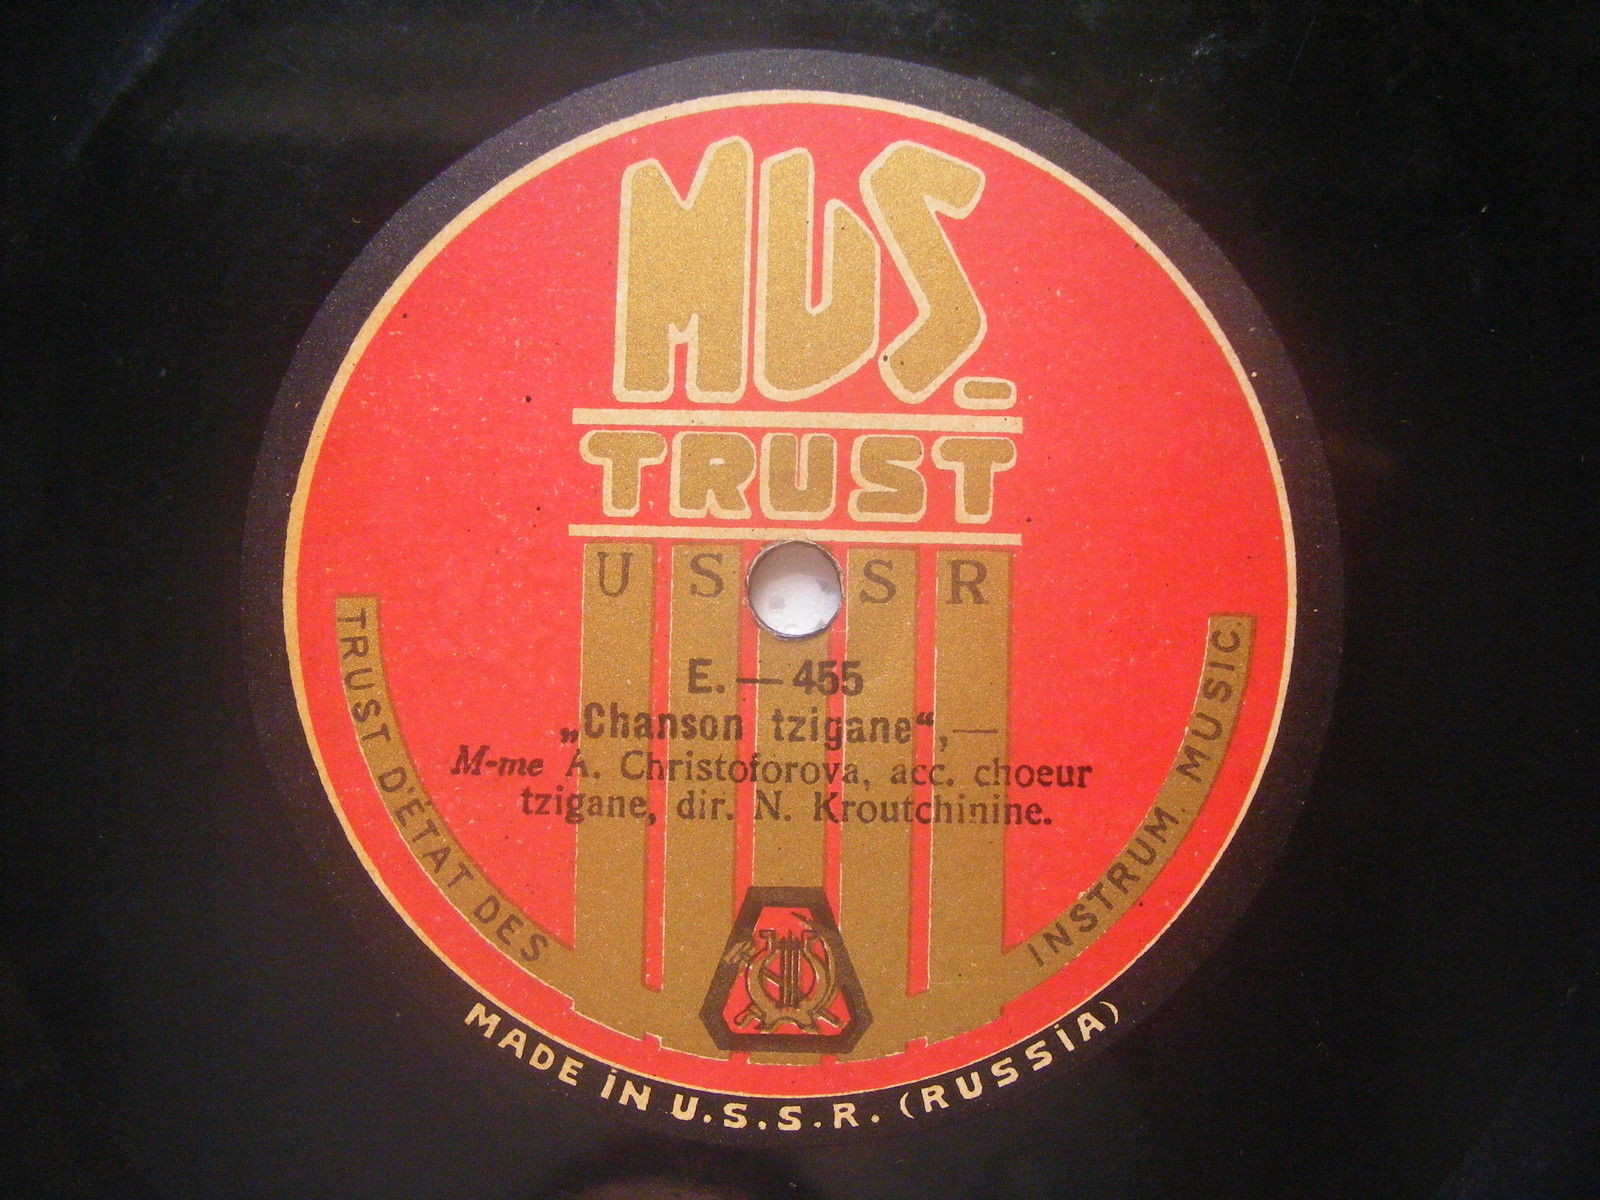 MUS.
TRUST
U S S R
E. — 455
„Chanson tzigane“, —
M-me A. Christoforova, acc. choeur
tzigane, dir. N. Kroutchinine.
TRUST D'ÉTAT DES INSTRUM. MUSIC.
MADE IN U.S.S.R. (RUSSIA)